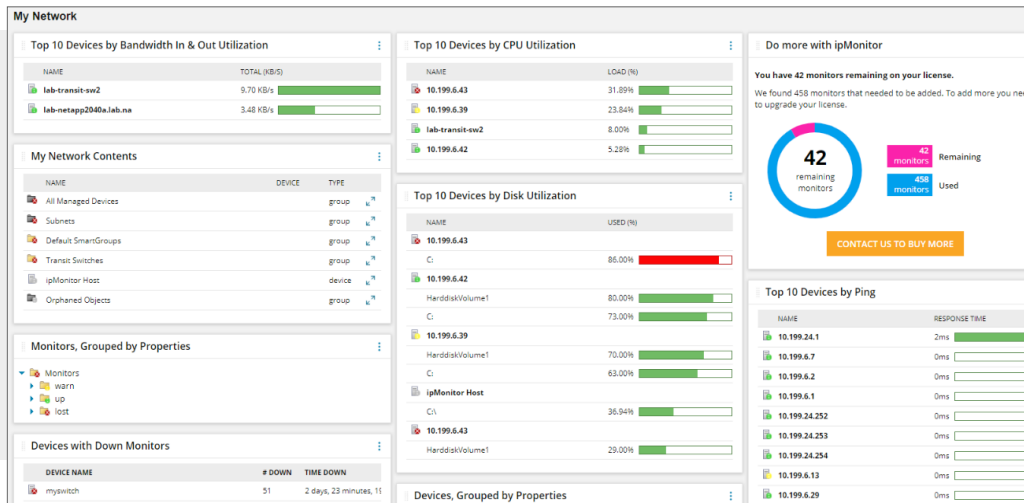 My Network
Top 10 Devices by Bandwidth In & Out Utilization
NAME TOTAL (KB/S)
lab-transit-sw2 9.70 KB/s
lab-netapp2040a.lab.na 3.48 KB/s
My Network Contents
NAME DEVICE TYPE
All Managed Devices group
Subnets group
Default SmartGroups group
Transit Switches group
ipMonitor Host device
Orphaned Objects group
Monitors, Grouped by Properties
Monitors
warn
up
lost
Devices with Down Monitors
DEVICE NAME # DOWN TIME DOWN
myswitch 51 2 days, 23 minutes, 19
Top 10 Devices by CPU Utilization
NAME LOAD (%)
10.199.6.43 31.89%
10.199.6.39 23.84%
lab-transit-sw2 8.00%
10.199.6.42 5.28%
Top 10 Devices by Disk Utilization
NAME USED (%)
10.199.6.43
C: 86.00%
10.199.6.42
HarddiskVolume1 80.00%
C: 73.00%
10.199.6.39
HarddiskVolume1 70.00%
C: 63.00%
ipMonitor Host
C:\ 36.94%
10.199.6.43
HarddiskVolume1 29.00%
Devices, Grouped by Properties
Do more with ipMonitor
You have 42 monitors remaining on your license.
We found 458 monitors that needed to be added. To add more you nee
to upgrade your license.
42
remaining
monitors
42
monitors Remaining
458
monitors Used
CONTACT US TO BUY MORE
Top 10 Devices by Ping
NAME RESPONSE TIME
10.199.24.1 2ms
10.199.6.7 0ms
10.199.6.2 0ms
10.199.6.1 0ms
10.199.24.252 0ms
10.199.24.253 0ms
10.199.24.254 0ms
10.199.6.13 0ms
10.199.6.29 0ms